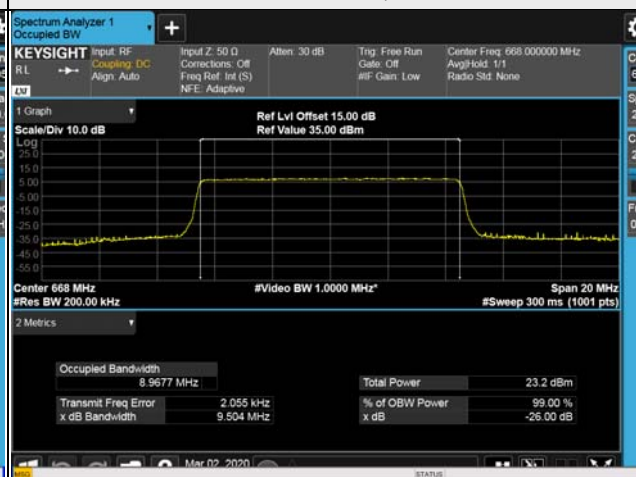 Spectrum Analyzer 1
Occupied BW
KEYSIGHT
Input: RF
Coupling: DC
Align: Auto
RL
LXI
Input Z: 50 Ω
Corrections: Off
Freq Ref: Int (S)
NFE: Adaptive
Atten: 30 dB
Trig: Free Run
Gate: Off
#IF Gain: Low
Center Freq: 668.000000 MHz
Avg|Hold: 1/1
Radio Std: None
1 Graph
Scale/Div 10.0 dB
Ref Lvl Offset 15.00 dB
Ref Value 35.00 dBm
Log
25.0
15.0
5.00
-5.00
-15.0
-25.0
-35.0
-45.0
-55.0
Center 668 MHz
#Res BW 200.00 kHz
#Video BW 1.0000 MHz*
Span 20 MHz
#Sweep 300 ms (1001 pts)
2 Metrics
Occupied Bandwidth
8.9677 MHz
Total Power 23.2 dBm
Transmit Freq Error 2.055 kHz
% of OBW Power 99.00 %
x dB Bandwidth 9.504 MHz
x dB -26.00 dB
Mar 02, 2020
MSG
STATUS